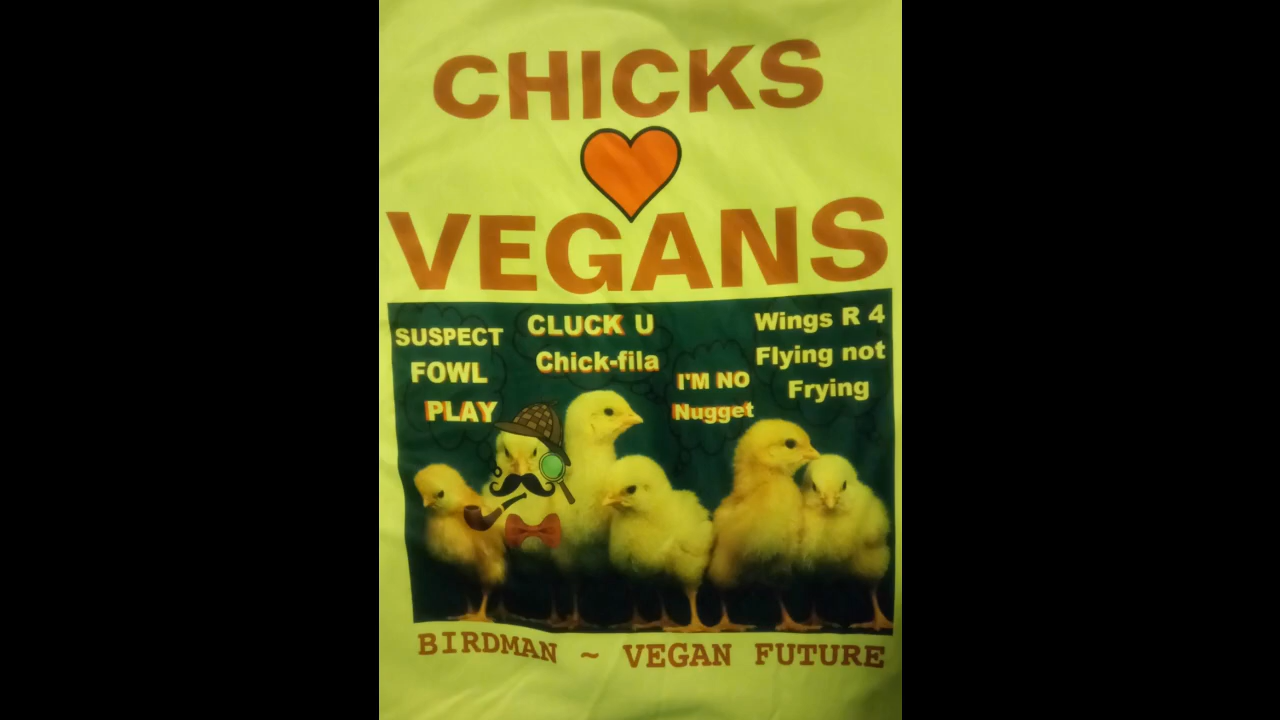 CHICKS
VEGANS
SUSPECT
FOWL
PLAY
CLUCK U
Chick-fila
I'M NO
Nugget
Wings R 4
Flying not
Frying
BIRDMAN ~ VEGAN FUTURE